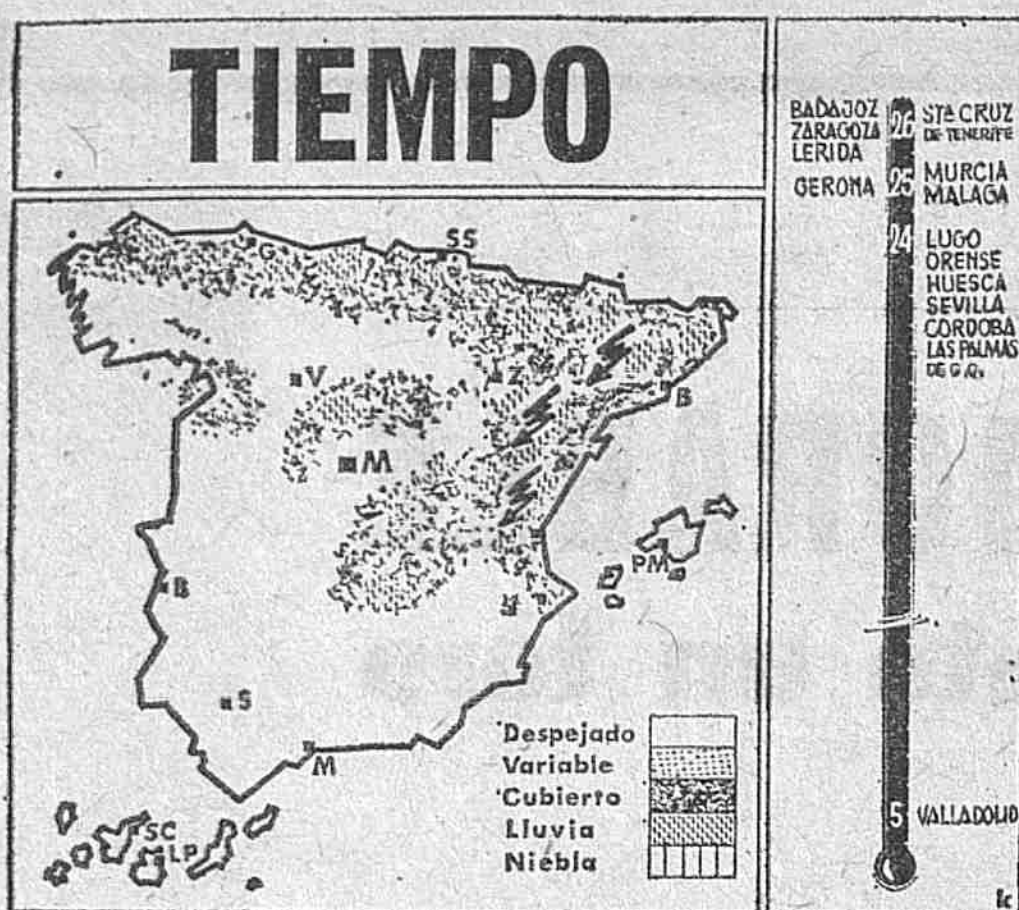 TIEMPO
G
SS
V
Z
B
M
PM
B
S
M
SC
LP
Despejado
Variable
Cubierto
Lluvia
Niebla
BADAJOZ
ZARAGOZA
LERIDA
26
STA CRUZ
DE TENERIFE
GERONA
25
MURCIA
MALAGA
24
LUGO
ORENSE
HUESCA
SEVILLA
CORDOBA
LAS PALMAS
DE G.C.
5
VALLADOLID